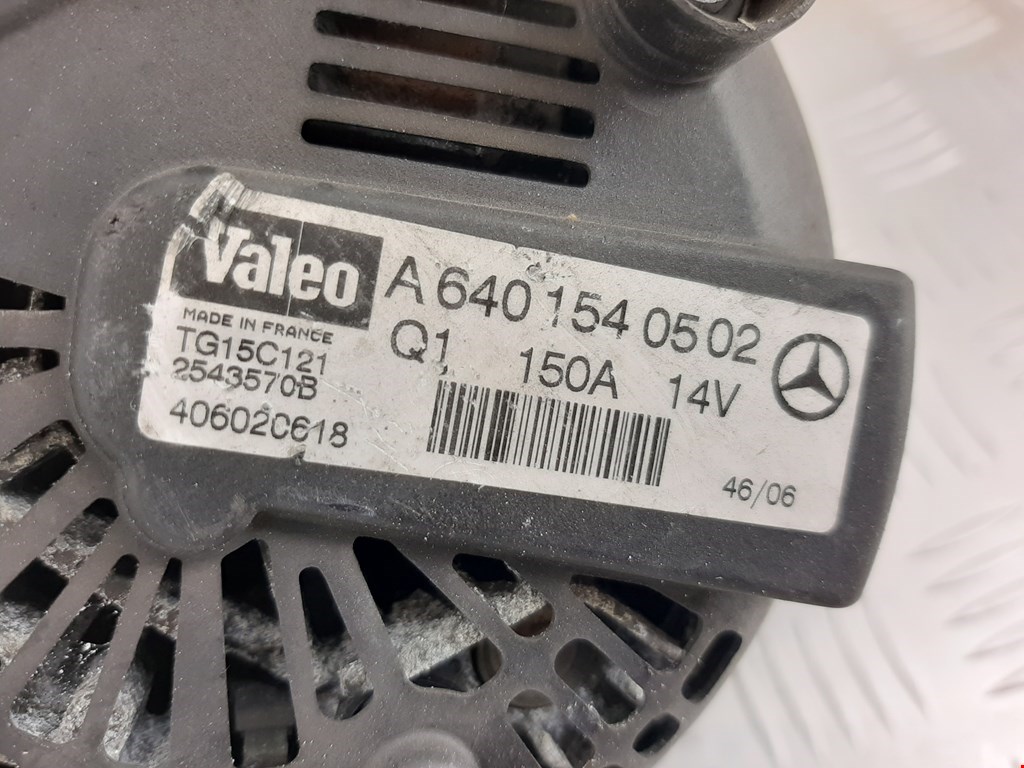 Valeo
A 640 154 05 02
MADE IN FRANCE
TG15C121
2543570B
406020618
Q1 150A 14V
46/06